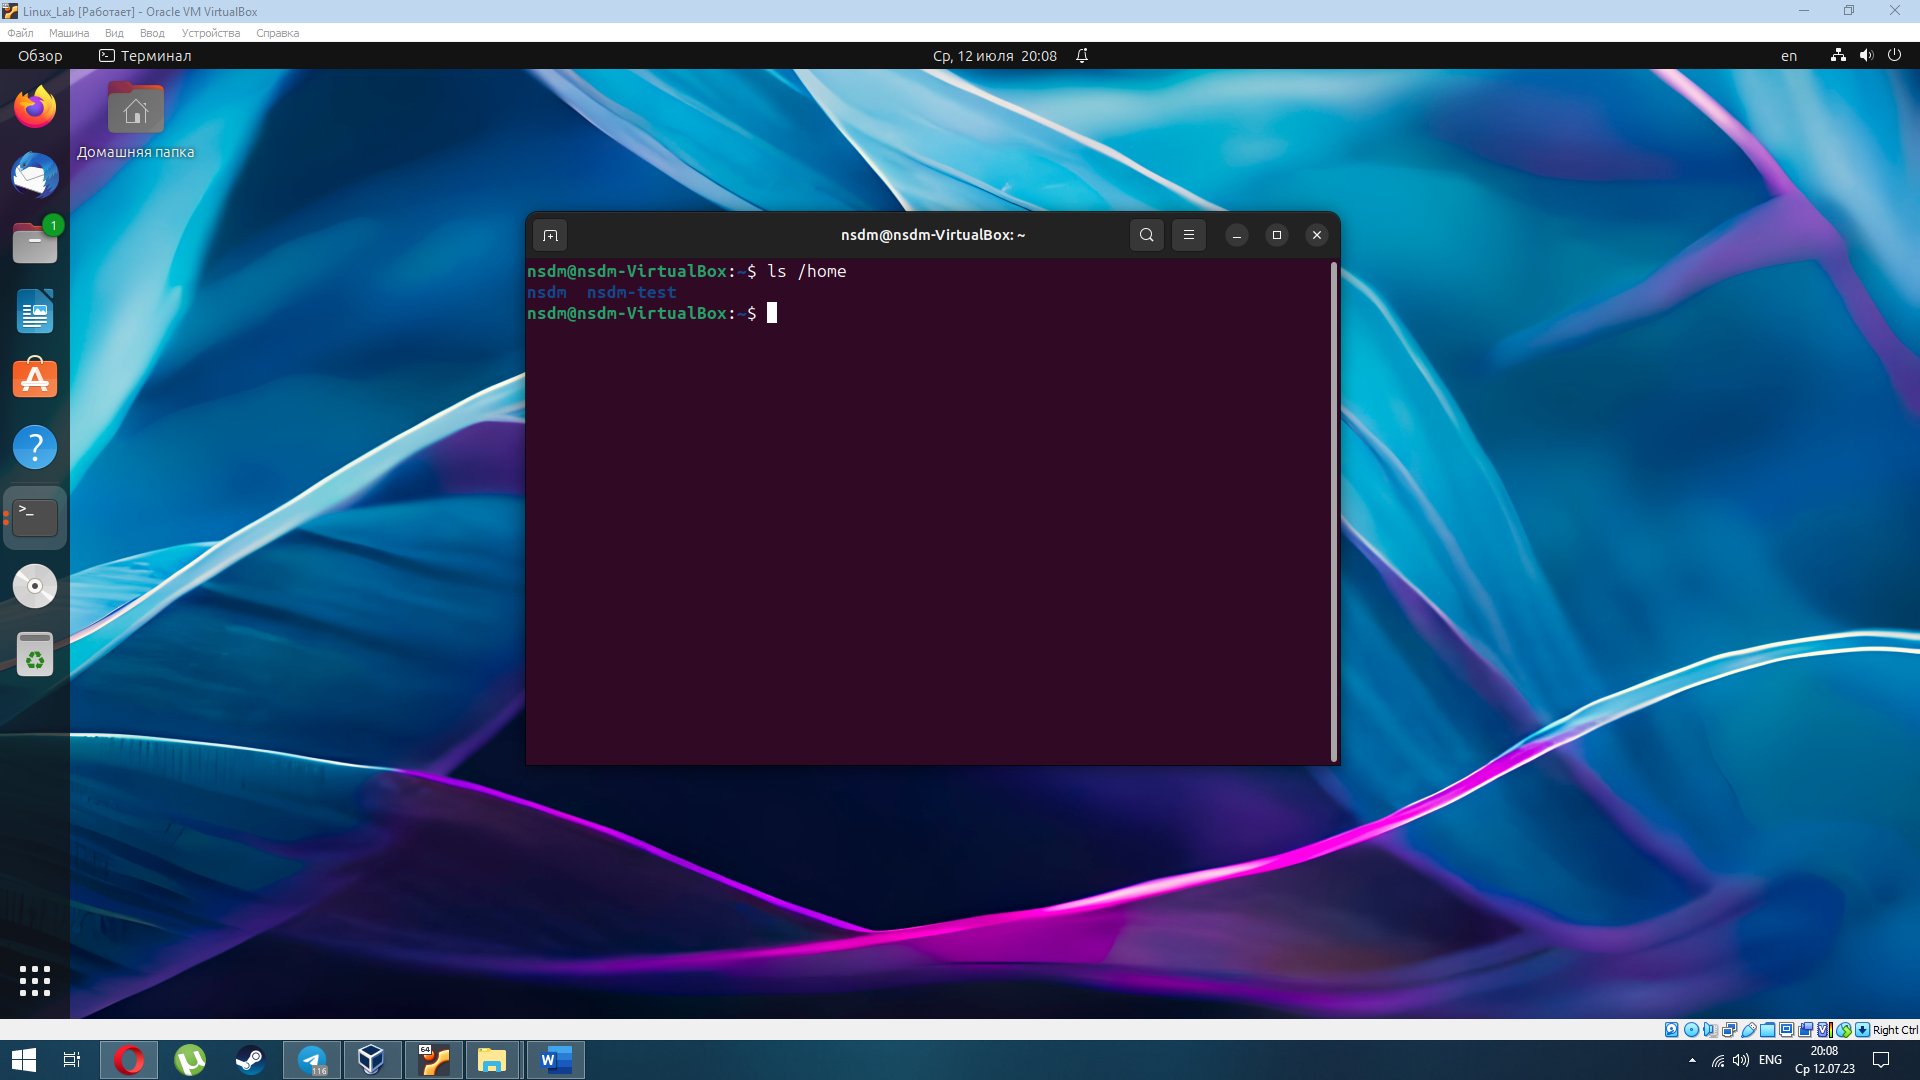 Linux_Lab [Работает] - Oracle VM VirtualBox
Файл Машина Вид Ввод Устройства Справка
Обзор Терминал Ср, 12 июля 20:08 en
Домашняя папка
1
nsdm@nsdm-VirtualBox: ~
nsdm@nsdm-VirtualBox:~$ ls /home
nsdm nsdm-test
nsdm@nsdm-VirtualBox:~$
>_
?
Right Ctrl
116
64
W
ENG
20:08
Ср 12.07.23